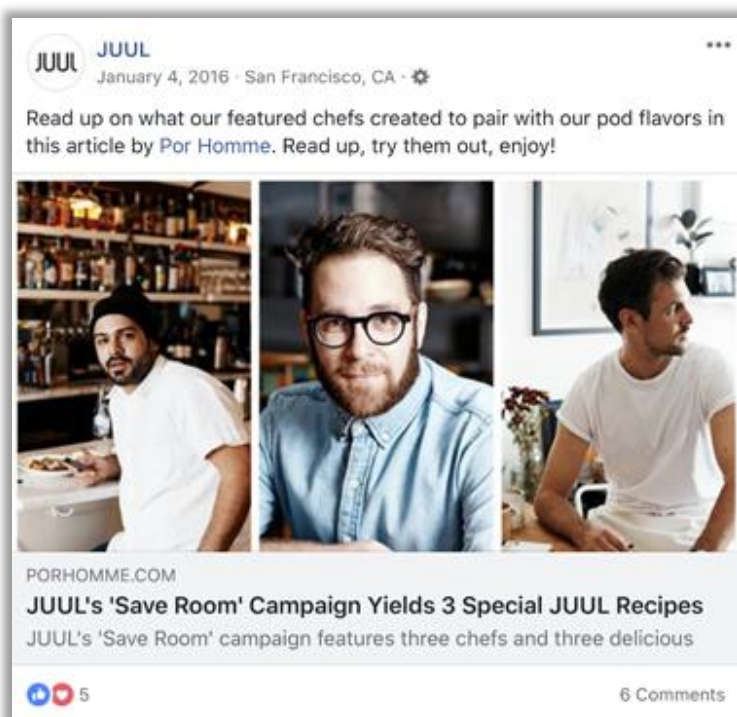 JUUL
JUUL
January 4, 2016 · San Francisco, CA ·
Read up on what our featured chefs created to pair with our pod flavors in
this article by Por Homme. Read up, try them out, enjoy!
PORHOMME.COM
JUUL's 'Save Room' Campaign Yields 3 Special JUUL Recipes
JUUL's 'Save Room' campaign features three chefs and three delicious
5
6 Comments